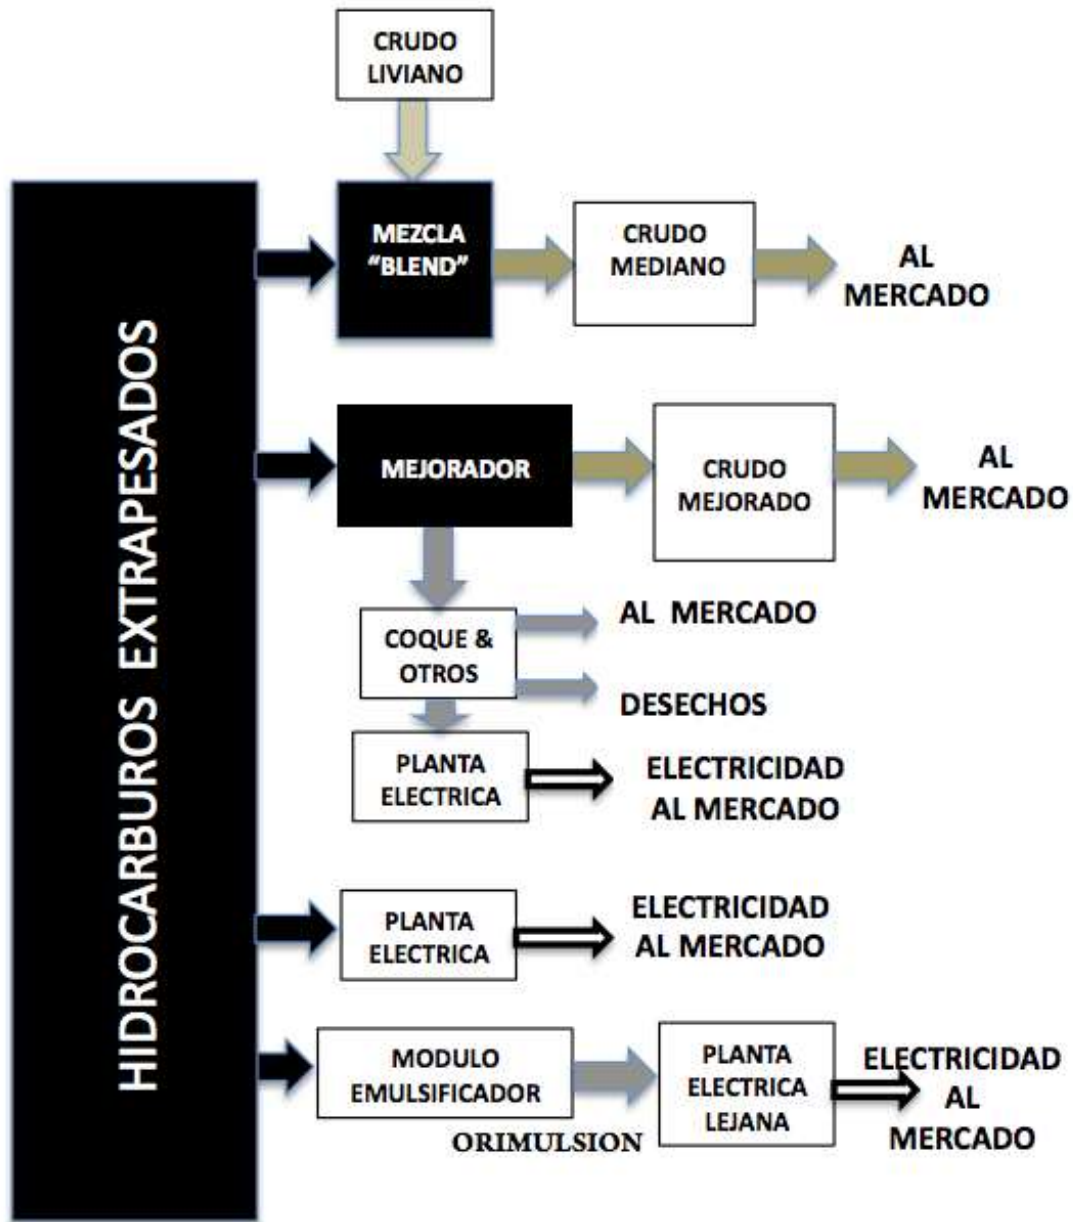 CRUDO
LIVIANO
HIDROCARBUROS EXTRAPESADOS
MEZCLA
“BLEND”
CRUDO
MEDIANO
AL
MERCADO
MEJORADOR
CRUDO
MEJORADO
AL
MERCADO
COQUE &
OTROS
AL MERCADO
DESECHOS
PLANTA
ELECTRICA
ELECTRICIDAD
AL MERCADO
PLANTA
ELECTRICA
ELECTRICIDAD
AL MERCADO
MODULO
EMULSIFICADOR
ORIMULSION
PLANTA
ELECTRICA
LEJANA
ELECTRICIDAD
AL
MERCADO